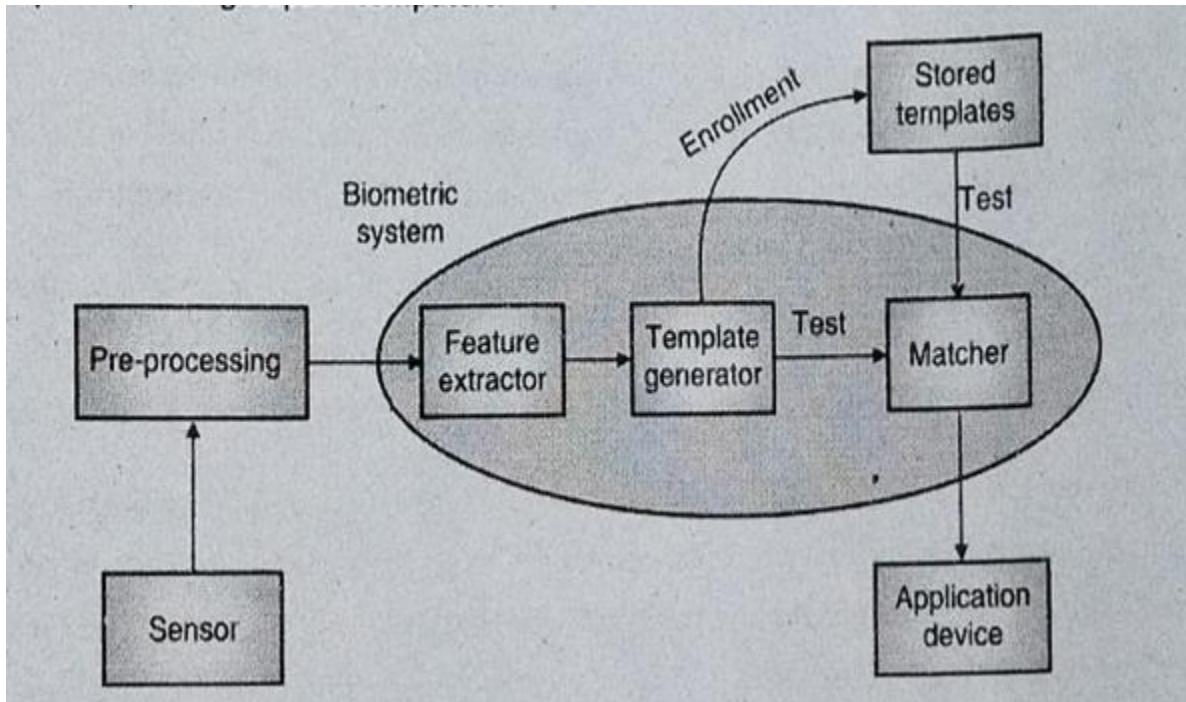 Stored
templates
Enrollment
Test
Biometric
system
Pre-processing
Feature
extractor
Template
generator
Test
Matcher
Sensor
Application
device